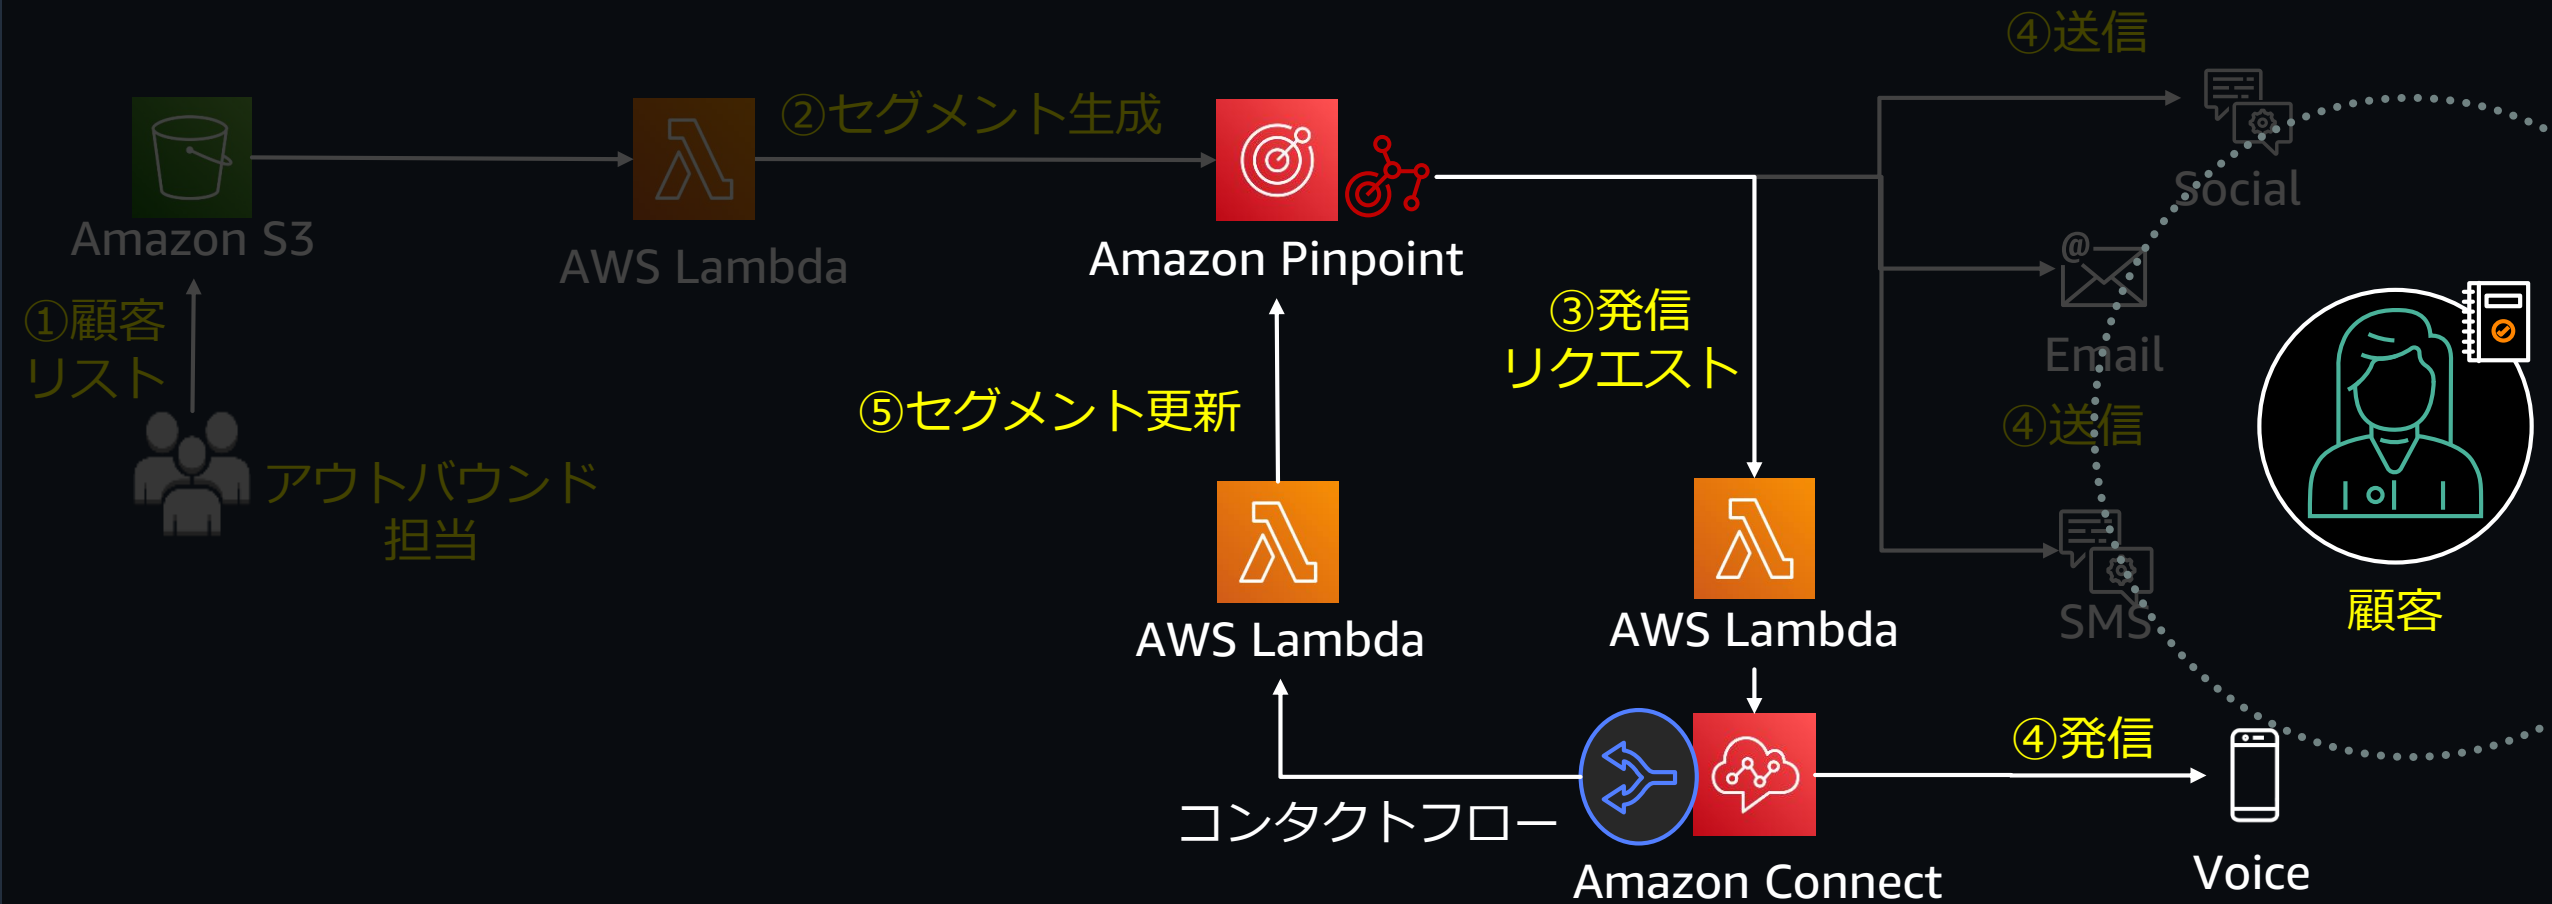 ④送信
②セグメント生成
Amazon S3
AWS Lambda
Amazon Pinpoint
Social
①顧客
リスト
③発信
リクエスト
@
Email
⑤セグメント更新
④送信
アウトバウンド
担当
AWS Lambda
AWS Lambda
SMS
顧客
④発信
コンタクトフロー
Amazon Connect
Voice